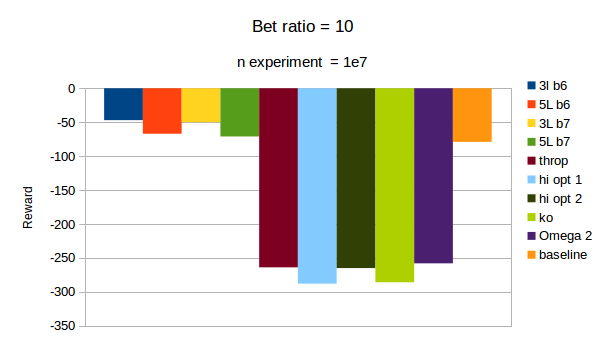 Bet ratio = 10
n experiment = 1e7
0
-50
-100
-150
-200
-250
-300
-350
Reward
3l b6
5L b6
3L b7
5L b7
throp
hi opt 1
hi opt 2
ko
Omega 2
baseline